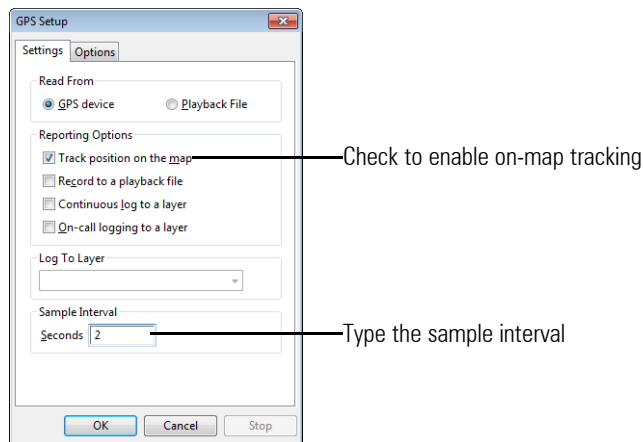 GPS Setup
Settings Options
Read From
GPS device Playback File
Reporting Options
Track position on the map
Check to enable on-map tracking
Record to a playback file
Continuous log to a layer
On-call logging to a layer
Log To Layer
Sample Interval
Seconds 2
Type the sample interval
OK Cancel Stop